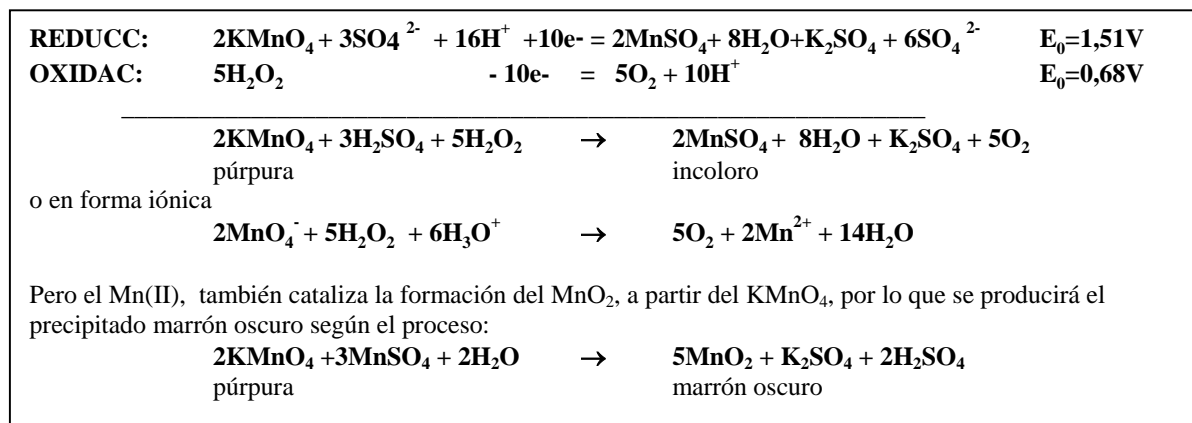 REDUCC: 2KMnO₄ + 3SO4 ²⁻ + 16H⁺ +10e- = 2MnSO₄+ 8H₂O+K₂SO₄ + 6SO₄ ²⁻ E₀=1,51V
OXIDAC: 5H₂O₂ - 10e- = 5O₂ + 10H⁺ E₀=0,68V
2KMnO₄ + 3H₂SO₄ + 5H₂O₂ → 2MnSO₄ + 8H₂O + K₂SO₄ + 5O₂
púrpura incoloro
o en forma iónica
2MnO₄⁻ + 5H₂O₂ + 6H₃O⁺ → 5O₂ + 2Mn²⁺ + 14H₂O
Pero el Mn(II), también cataliza la formación del MnO₂, a partir del KMnO₄, por lo que se producirá el
precipitado marrón oscuro según el proceso:
2KMnO₄ +3MnSO₄ + 2H₂O → 5MnO₂ + K₂SO₄ + 2H₂SO₄
púrpura marrón oscuro